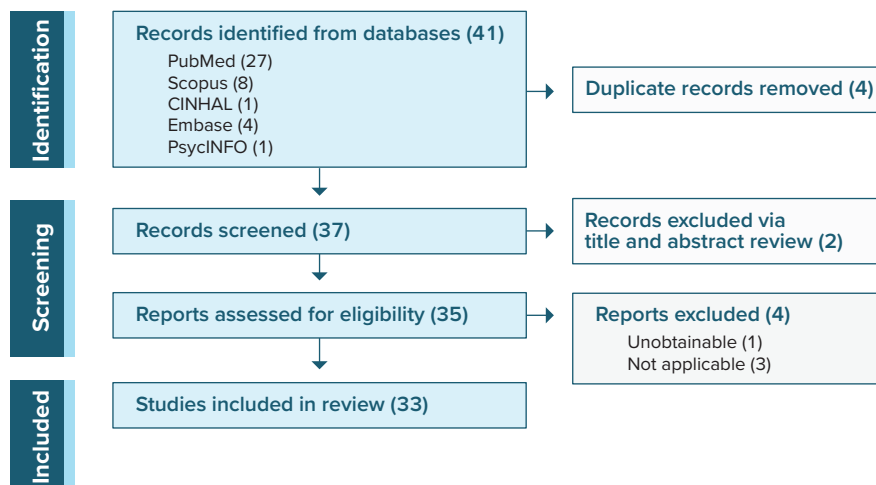 Identification
Records identified from databases (41)
PubMed (27)
Scopus (8)
CINHAL (1)
Embase (4)
PsycINFO (1)
Duplicate records removed (4)
Screening
Records screened (37)
Records excluded via
title and abstract review (2)
Reports assessed for eligibility (35)
Reports excluded (4)
Unobtainable (1)
Not applicable (3)
Included
Studies included in review (33)